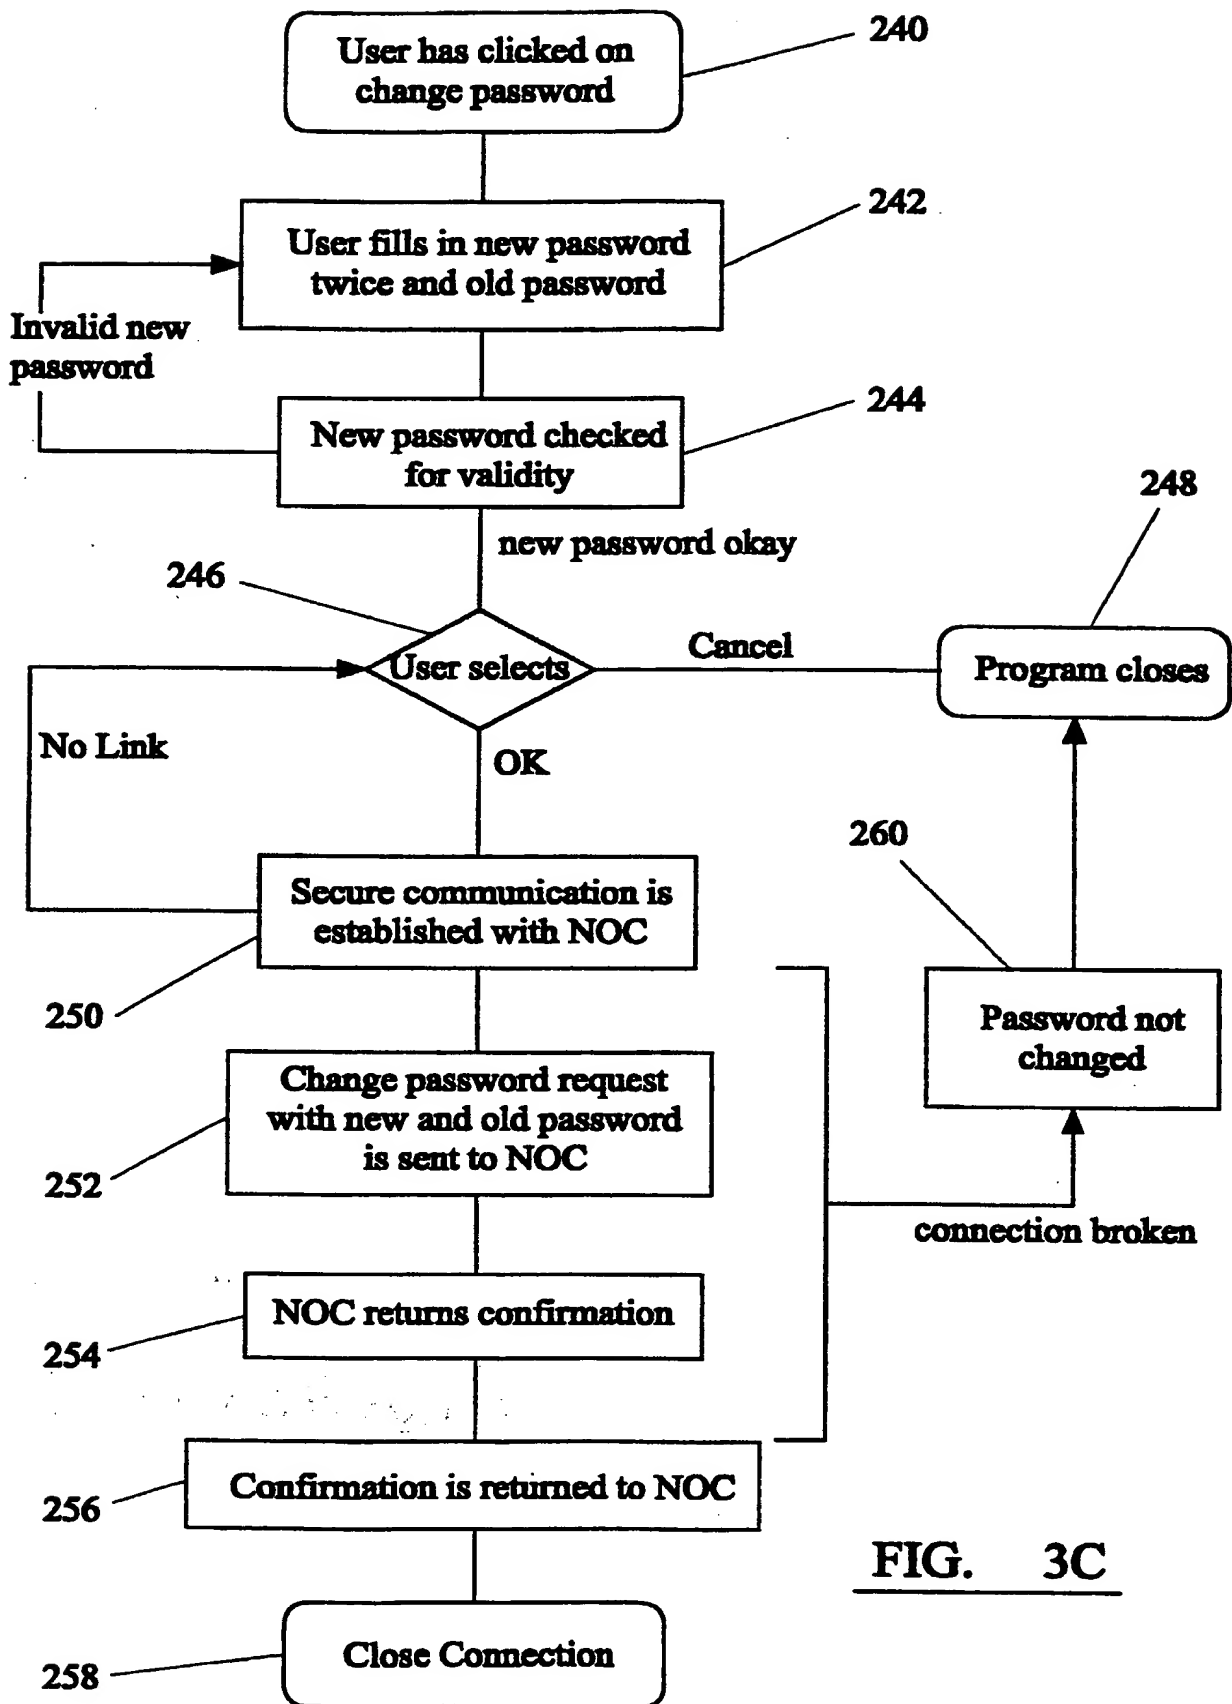 240
User has clicked on
change password
242
User fills in new password
twice and old password
Invalid new
password
244
New password checked
for validity
248
new password okay
246
Cancel
User selects
Program closes
No Link
OK
260
Secure communication is
established with NOC
250
Password not
changed
Change password request
with new and old password
is sent to NOC
252
connection broken
NOC returns confirmation
254
Confirmation is returned to NOC
256
FIG. 3C
Close Connection
258